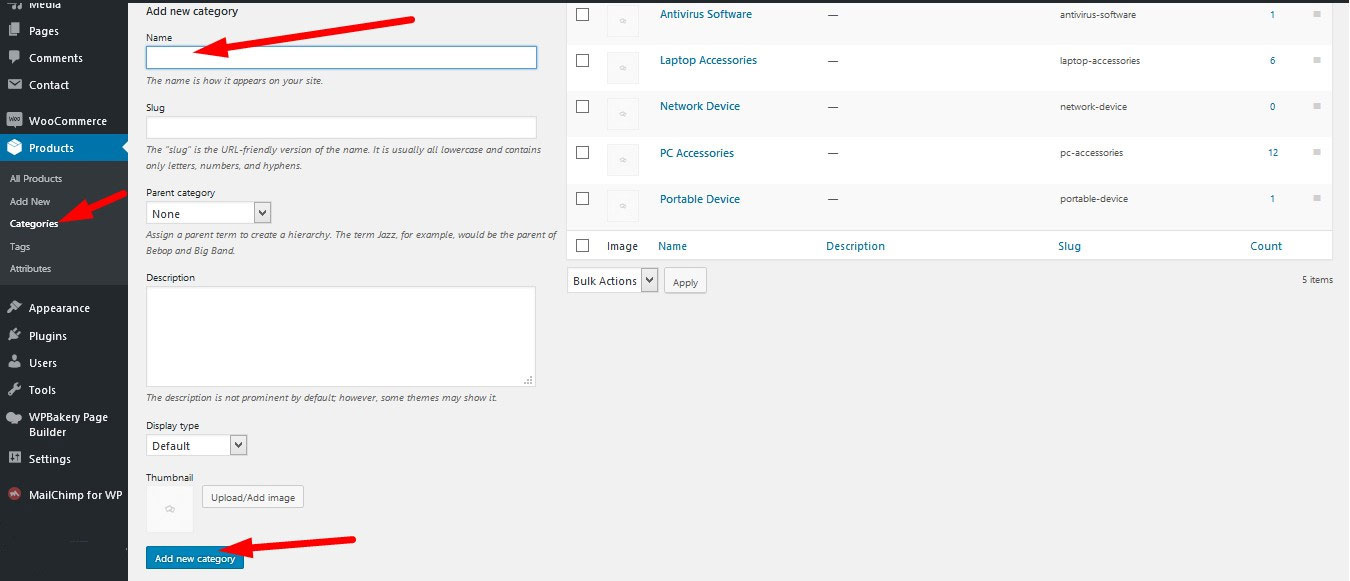 Media
Pages
Comments
Contact
WooCommerce
Products
All Products
Add New
Categories
Tags
Attributes
Appearance
Plugins
Users
Tools
WPBakery Page
Builder
Settings
MailChimp for WP
Add new category
Name
The name is how it appears on your site.
Slug
The "slug" is the URL-friendly version of the name. It is usually all lowercase and contains
only letters, numbers, and hyphens.
Parent category
None
Assign a parent term to create a hierarchy. The term Jazz, for example, would be the parent of
Bebop and Big Band.
Description
The description is not prominent by default; however, some themes may show it.
Display type
Default
Thumbnail
Upload/Add image
Add new category
Antivirus Software — antivirus-software 1
Laptop Accessories — laptop-accessories 6
Network Device — network-device 0
PC Accessories — pc-accessories 12
Portable Device — portable-device 1
Image Name Description Slug Count
Bulk Actions Apply 5 items